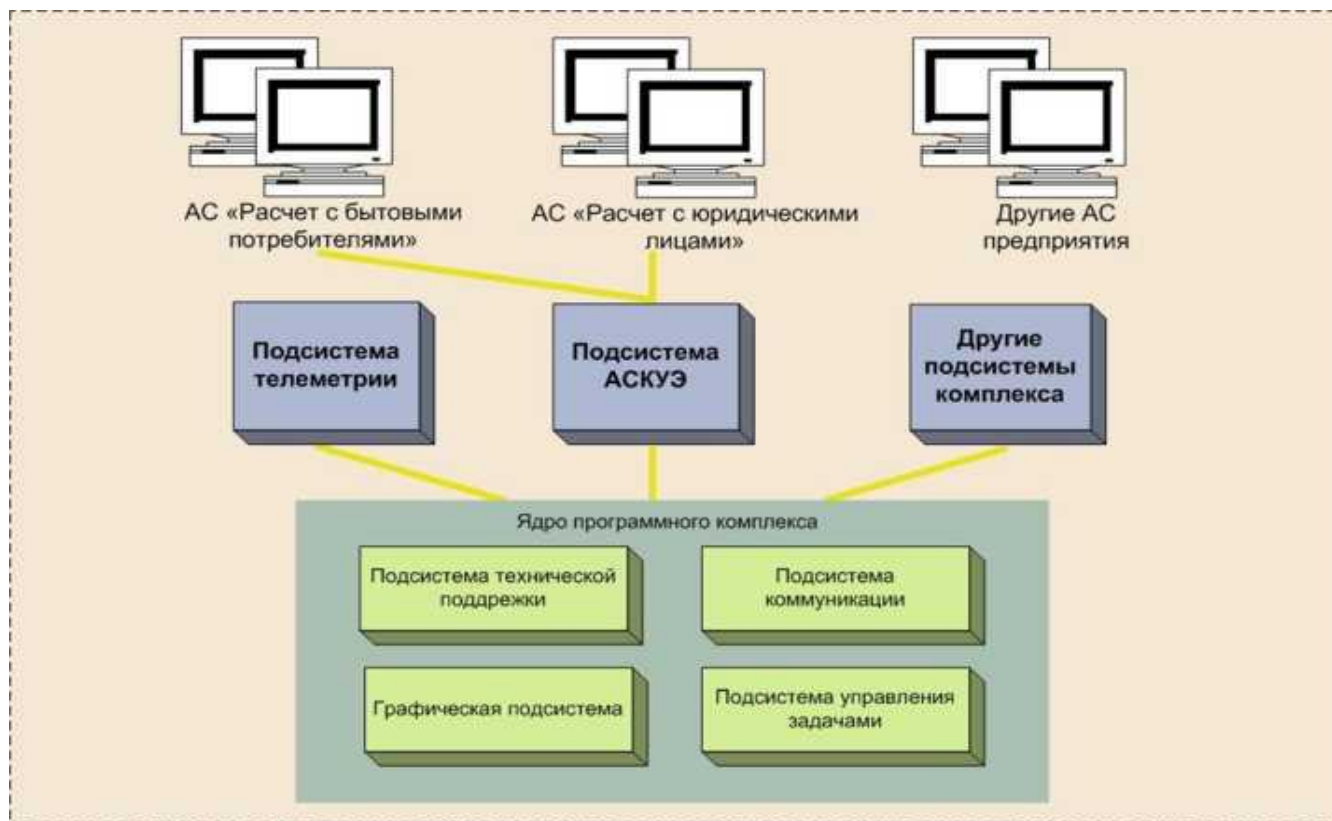 АС «Расчет с бытовыми
потребителями»
АС «Расчет с юридическими
лицами»
Другие АС
предприятия
Подсистема
телеметрии
Подсистема
АСКУЭ
Другие
подсистемы
комплекса
Ядро программного комплекса
Подсистема технической
поддрежки
Подсистема
коммуникации
Графическая подсистема
Подсистема управления
задачами